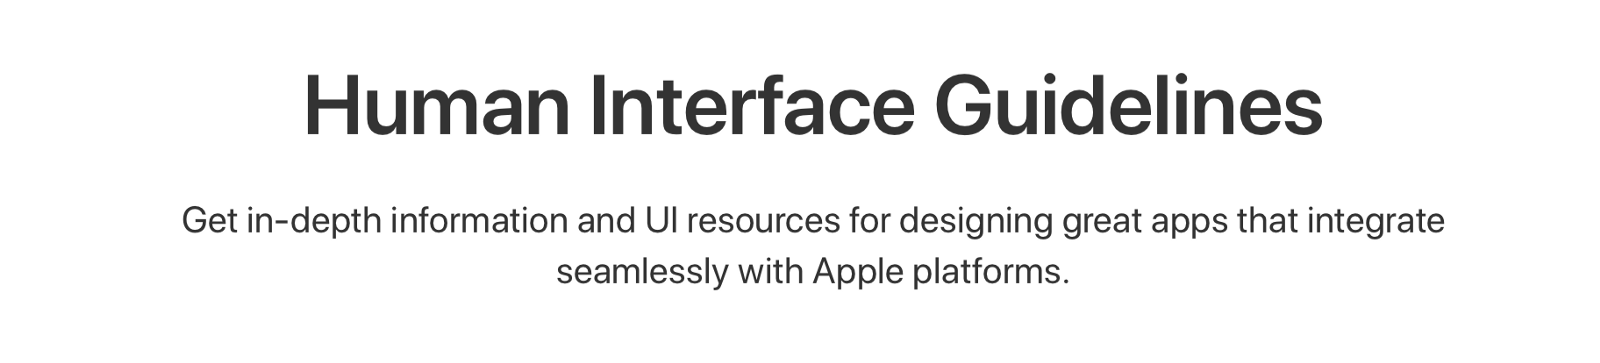 Human Interface Guidelines
Get in-depth information and UI resources for designing great apps that integrate
seamlessly with Apple platforms.